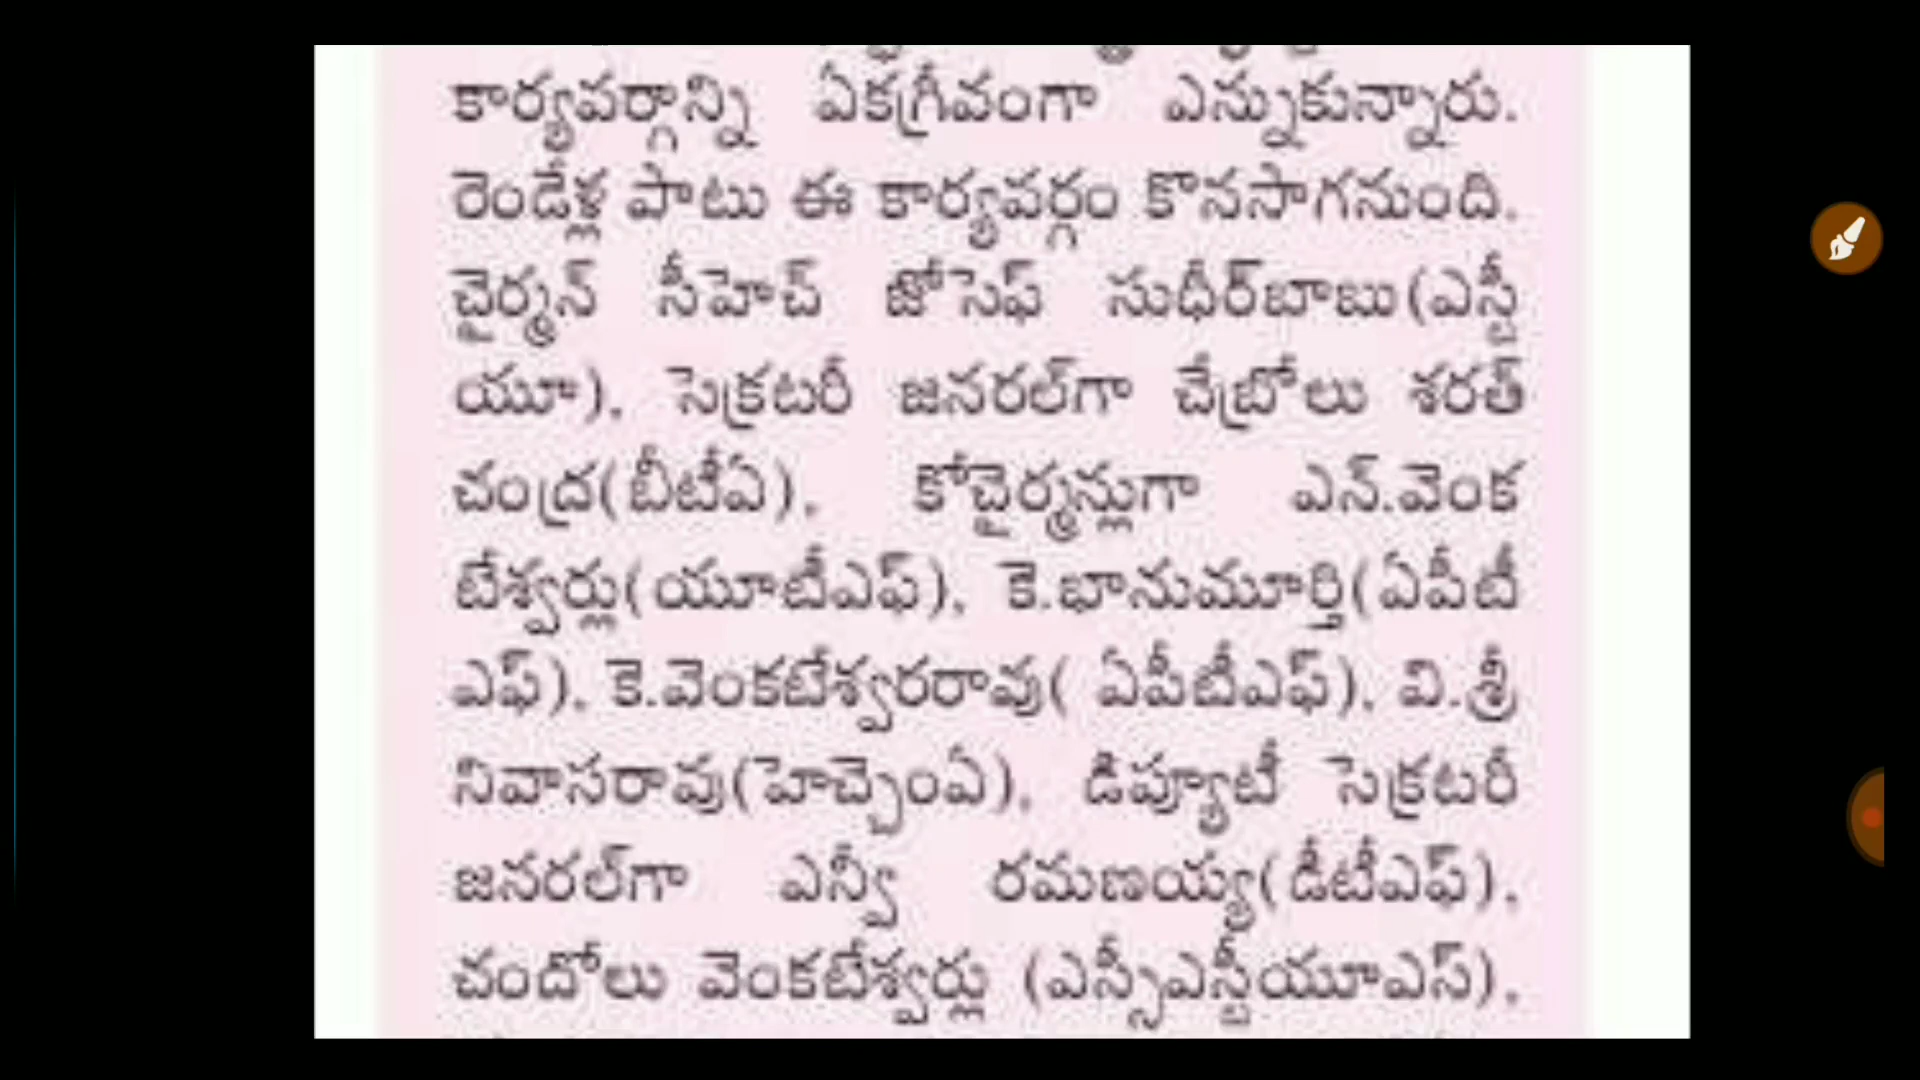 కార్యవర్గాన్ని ఏకగ్రీవంగా ఎన్నుకున్నారు.
రెండేళ్ల పాటు ఈ కార్యవర్గం కొనసాగనుంది.
చైర్మన్ సీహెచ్ జోసెఫ్ సుధీర్‌బాబు(ఎస్టీ
యూ), సెక్రటరీ జనరల్‌గా చేబ్రోలు శరత్
చంద్ర(బీటీఏ), కోచైర్మన్లుగా ఎన్.వెంక
టేశ్వర్లు(యూటీఎఫ్), కె.భానుమూర్తి(ఏపీటీ
ఎఫ్), కె.వెంకటేశ్వరరావు( ఏపీటీఎఫ్), వి.శ్రీ
నివాసరావు(హెచ్చెంఏ), డిప్యూటీ సెక్రటరీ
జనరల్‌గా ఎన్వీ రమణయ్య(డీటీఎఫ్),
చందోలు వెంకటేశ్వర్లు (ఎస్సీఎస్టీయూఎస్),